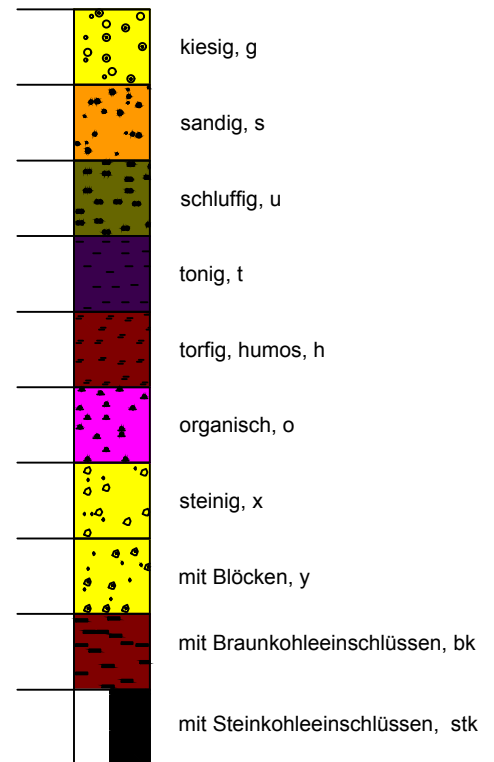 kiesig, g
sandig, s
schluffig, u
tonig, t
torfig, humos, h
organisch, o
steinig, x
mit Blöcken, y
mit Braunkohleeinschlüssen, bk
mit Steinkohleeinschlüssen, stk